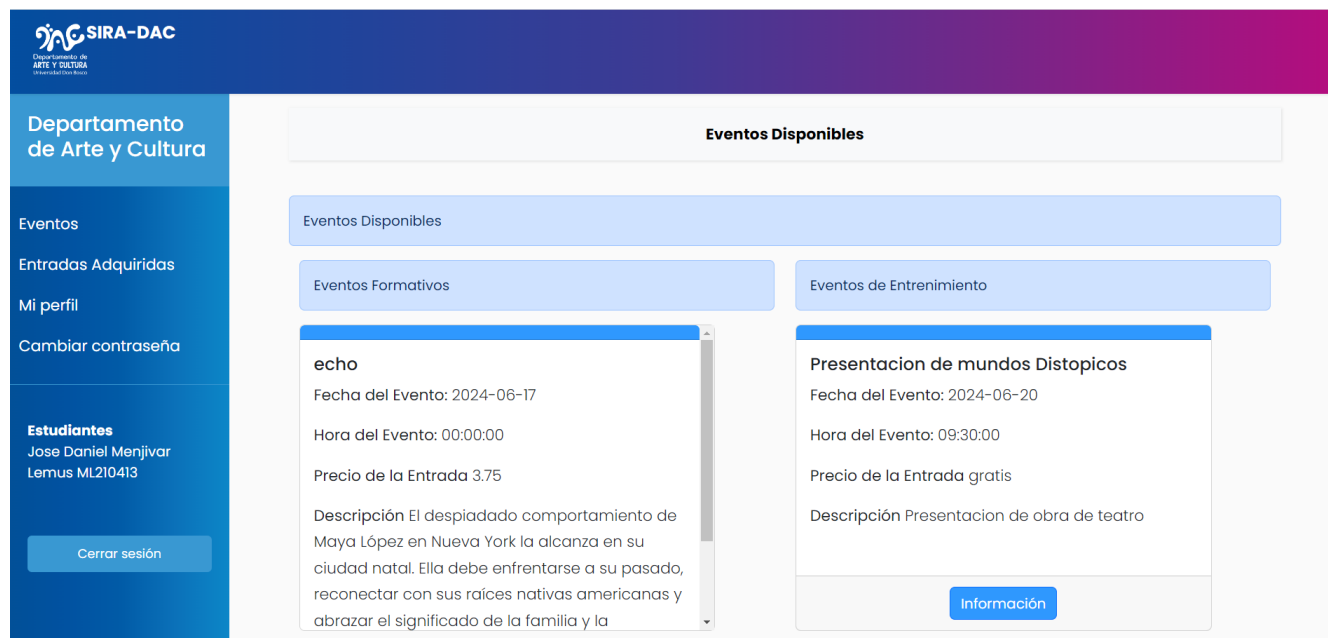 SIRA-DAC
Departamento de
ARTE Y CULTURA
Universidad Don Bosco
Departamento
de Arte y Cultura
Eventos
Entradas Adquiridas
Mi perfil
Cambiar contraseña
Estudiantes
Jose Daniel Menjivar
Lemus ML210413
Cerrar sesión
Eventos Disponibles
Eventos Disponibles
Eventos Formativos
echo
Fecha del Evento: 2024-06-17
Hora del Evento: 00:00:00
Precio de la Entrada 3.75
Descripción El despiadado comportamiento de
Maya López en Nueva York la alcanza en su
ciudad natal. Ella debe enfrentarse a su pasado,
reconectar con sus raíces nativas americanas y
abrazar el significado de la familia y la
Eventos de Entrenimiento
Presentacion de mundos Distopicos
Fecha del Evento: 2024-06-20
Hora del Evento: 09:30:00
Precio de la Entrada gratis
Descripción Presentacion de obra de teatro
Información